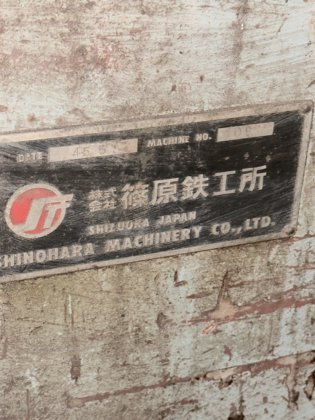 DATE MACHINE NO.
株式会社 篠原鉄工所
SHIZUOKA JAPAN
SHINOHARA MACHINERY CO., LTD.